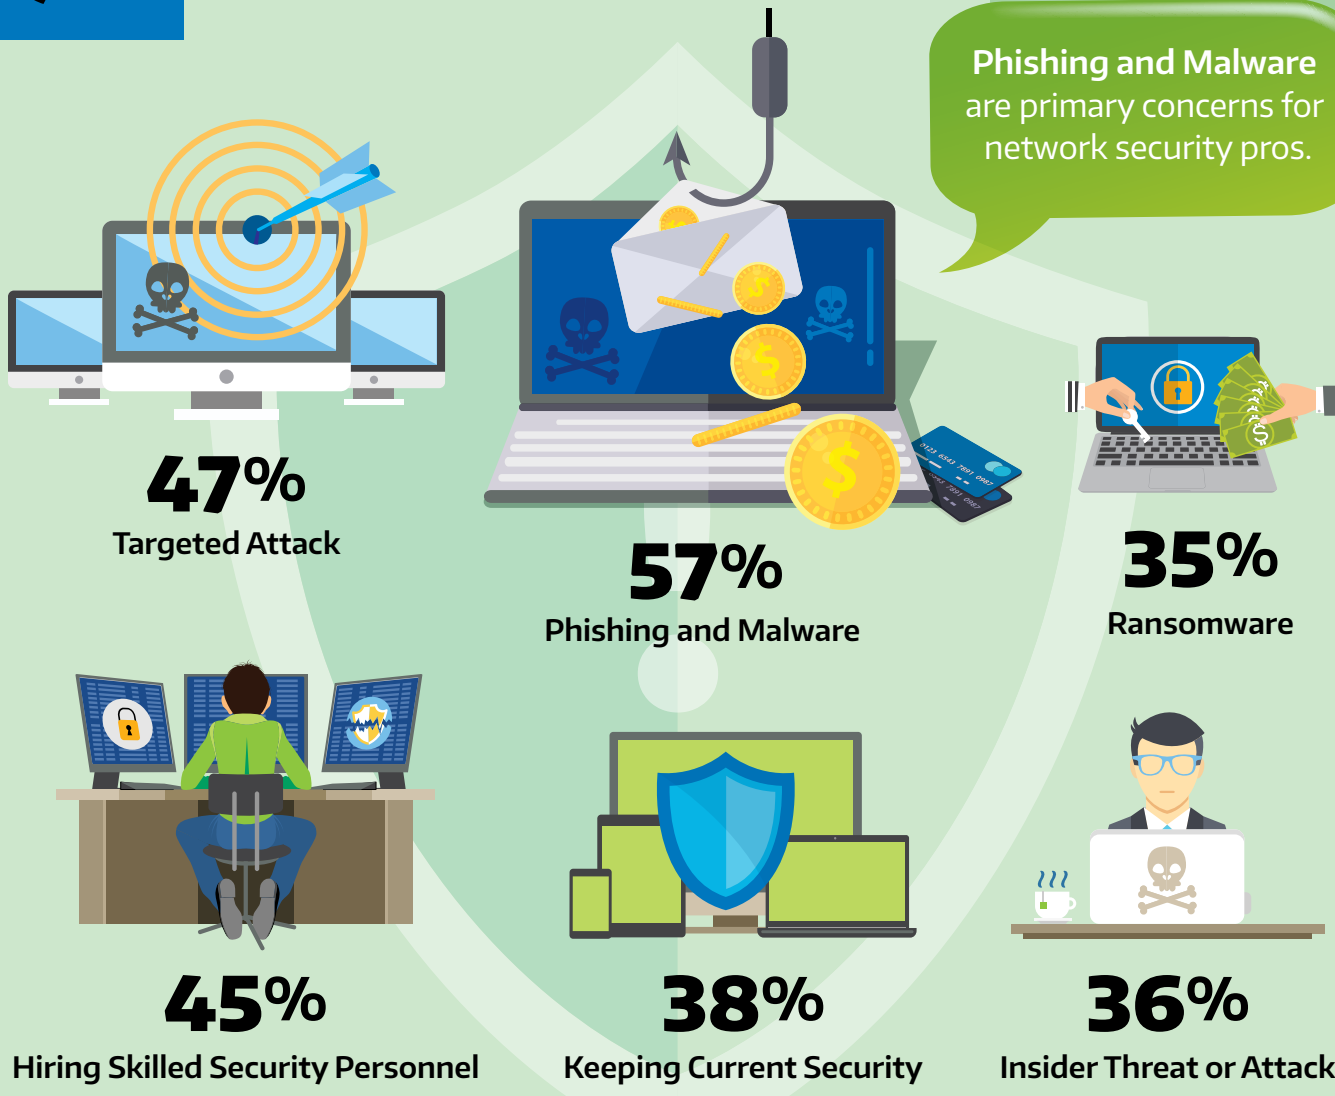 Phishing and Malware
are primary concerns for
network security pros.
47%
Targeted Attack
57%
Phishing and Malware
35%
Ransomware
45%
Hiring Skilled Security Personnel
38%
Keeping Current Security
36%
Insider Threat or Attack